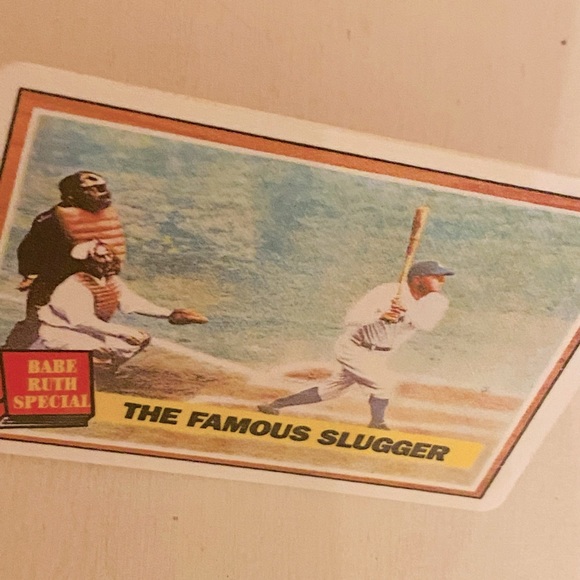 BABE
RUTH
SPECIAL
THE FAMOUS SLUGGER